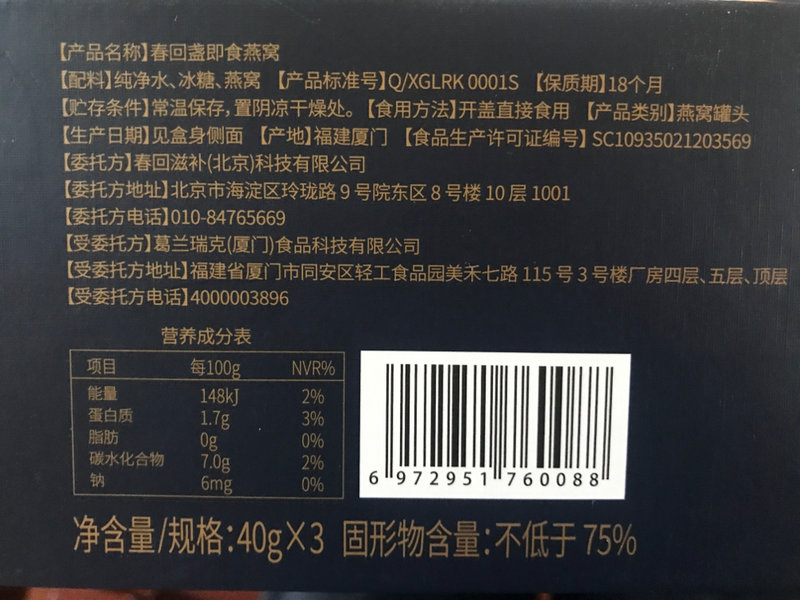 【产品名称】春回盏即食燕窝
【配料】纯净水、冰糖、燕窝 【产品标准号】Q/XGLRK 0001S 【保质期】18个月
【贮存条件】常温保存，置阴凉干燥处。【食用方法】开盖直接食用 【产品类别】燕窝罐头
【生产日期】见盒身侧面 【产地】福建厦门 【食品生产许可证编号】SC10935021203569
【委托方】春回滋补(北京)科技有限公司
【委托方地址】北京市海淀区玲珑路9号院东区8号楼10层1001
【委托方电话】010-84765669
【受委托方】葛兰瑞克(厦门)食品科技有限公司
【受委托方地址】福建省厦门市同安区轻工食品园美禾七路115号3号楼厂房四层、五层、顶层
【受委托方电话】4000003896
营养成分表
项目 每100g NVR%
能量 148kJ 2%
蛋白质 1.7g 3%
脂肪 0g 0%
碳水化合物 7.0g 2%
钠 6mg 0%
6 972951 760088
净含量/规格:40g×3 固形物含量:不低于75%